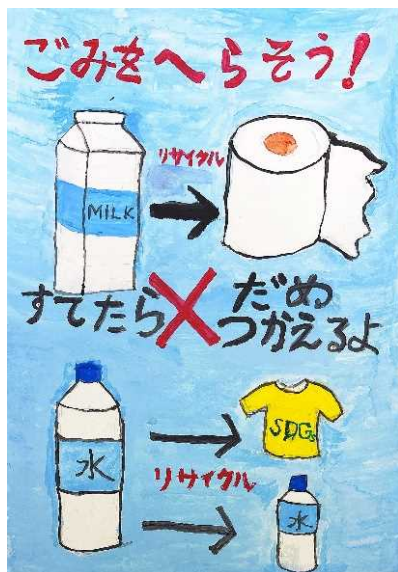 ごみをへらそう!
リサイクル
MILK
すてたら×だめ
つかえるよ
SDGs
水
リサイクル
水